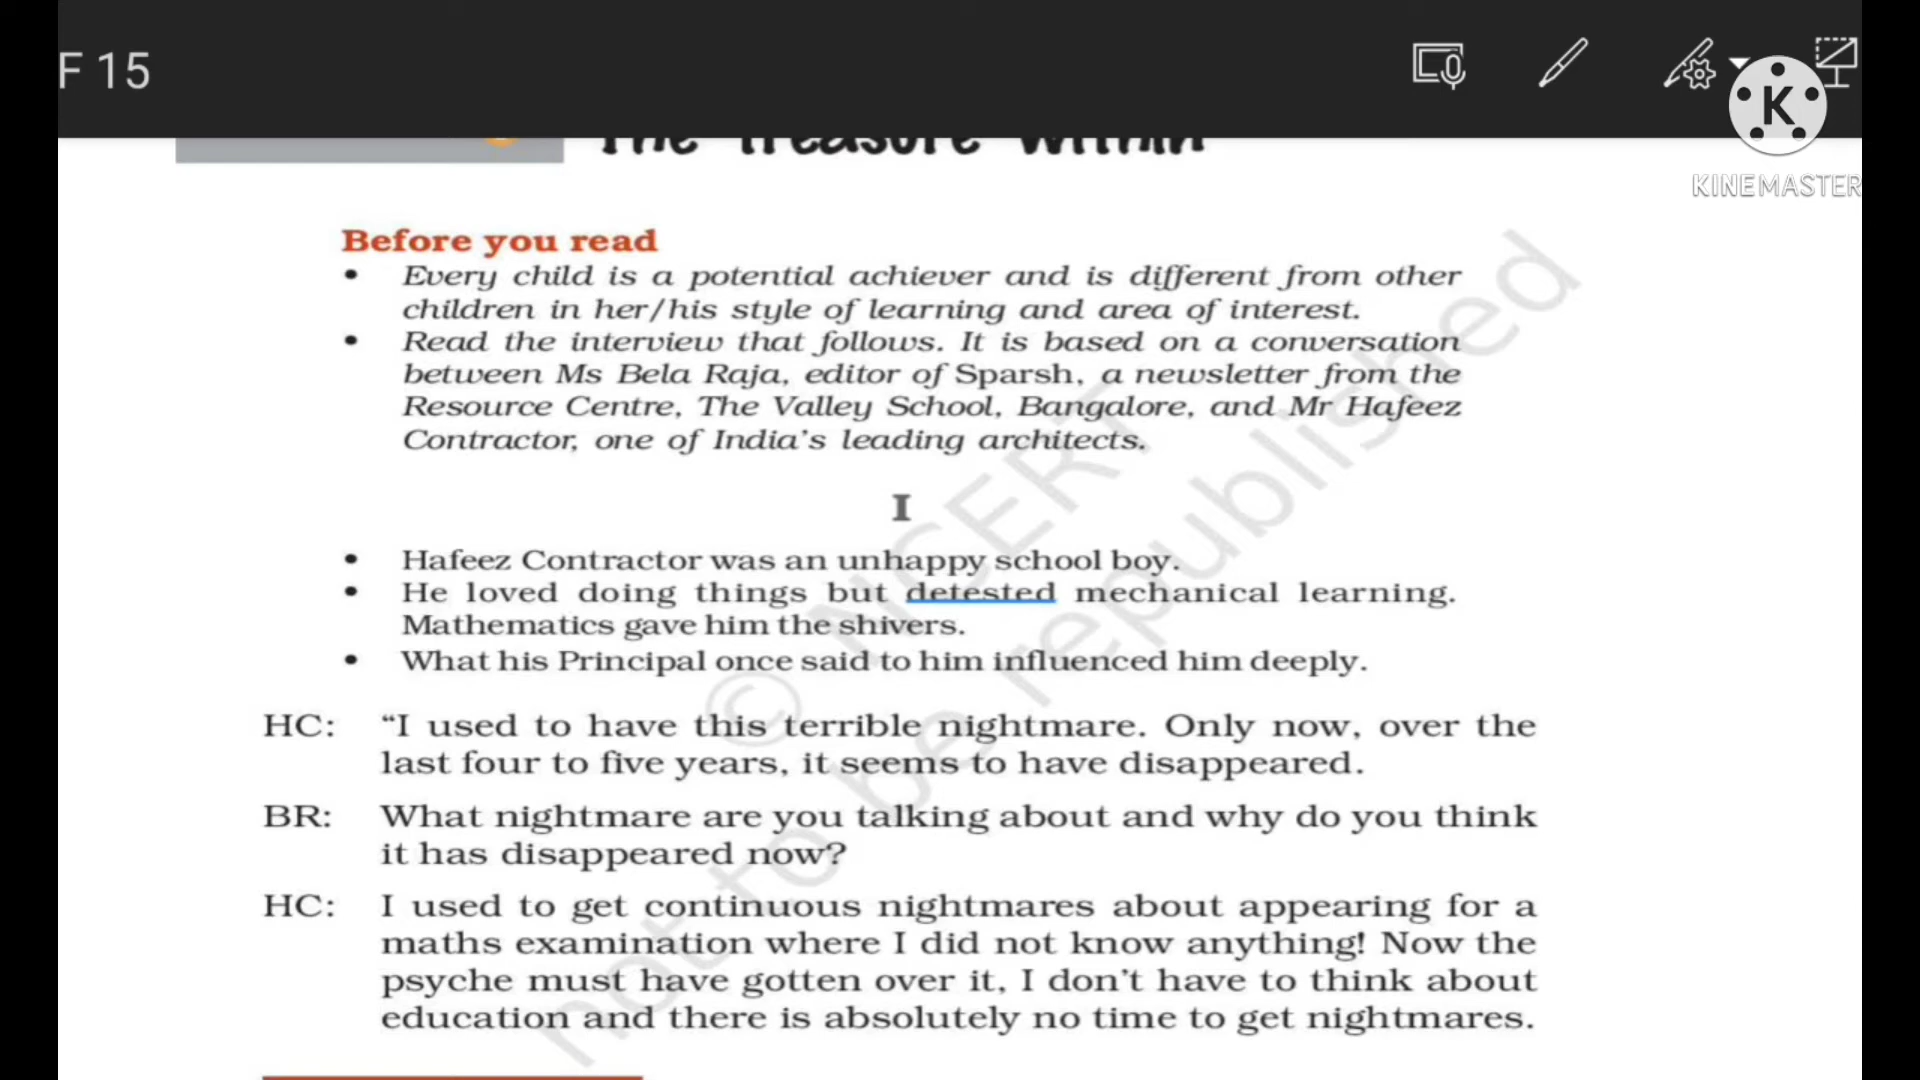 F 15
KINEMASTER
The Treasure Within
Before you read
• Every child is a potential achiever and is different from other
children in her/his style of learning and area of interest.
• Read the interview that follows. It is based on a conversation
between Ms Bela Raja, editor of Sparsh, a newsletter from the
Resource Centre, The Valley School, Bangalore, and Mr Hafeez
Contractor, one of India's leading architects.
I
• Hafeez Contractor was an unhappy school boy.
• He loved doing things but detested mechanical learning.
Mathematics gave him the shivers.
• What his Principal once said to him influenced him deeply.
HC: “I used to have this terrible nightmare. Only now, over the
last four to five years, it seems to have disappeared.
BR: What nightmare are you talking about and why do you think
it has disappeared now?
HC: I used to get continuous nightmares about appearing for a
maths examination where I did not know anything! Now the
psyche must have gotten over it, I don't have to think about
education and there is absolutely no time to get nightmares.
© NCERT
not to be republished